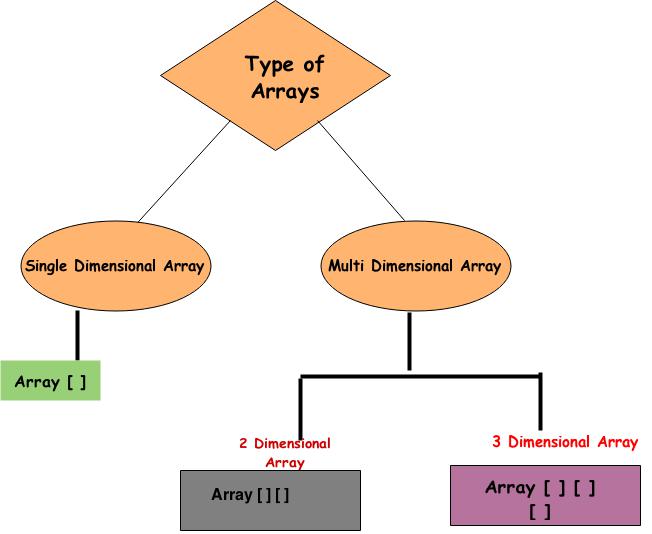 Type of
Arrays
Single Dimensional Array
Multi Dimensional Array
Array [ ]
2 Dimensional
Array
3 Dimensional Array
Array [ ] [ ]
Array [ ] [ ]
[ ]